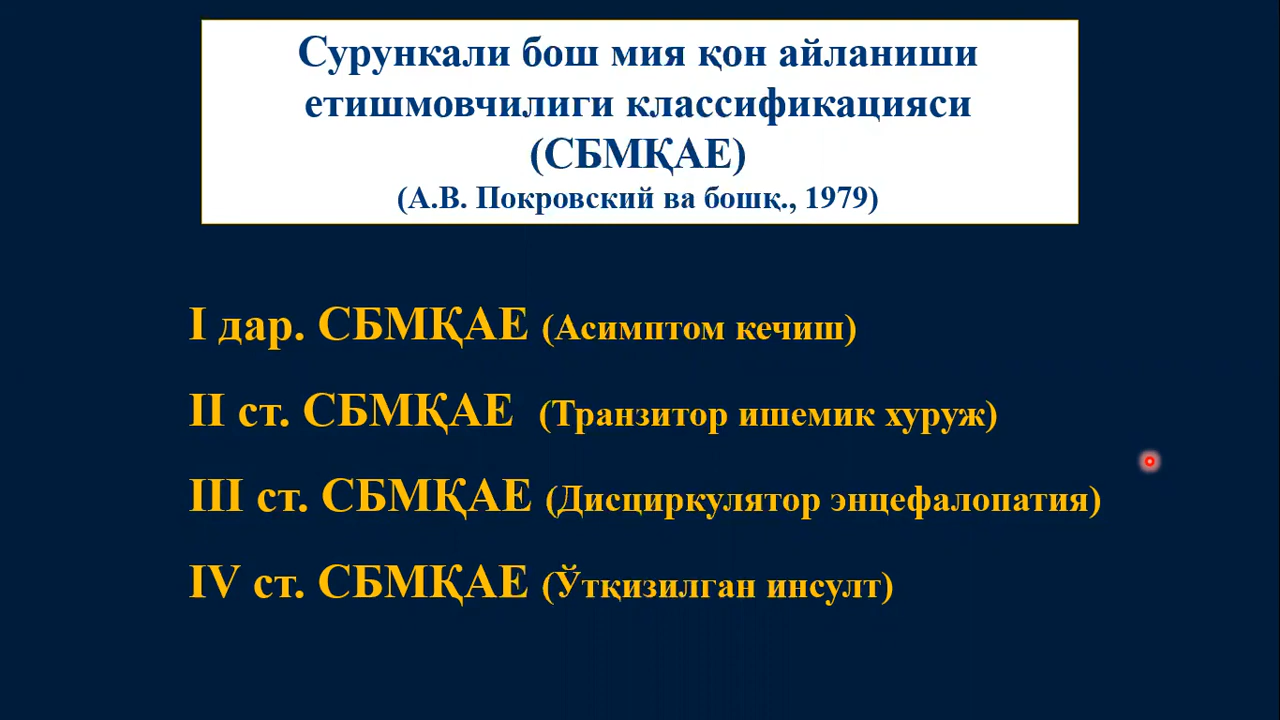 Сурункали бош мия қон айланиши
етишмовчилиги классификацияси
(СБМҚАЕ)
(А.В. Покровский ва бошқ., 1979)
I дар. СБМҚАЕ (Асимптом кечиш)
II ст. СБМҚАЕ (Транзитор ишемик хуруж)
III ст. СБМҚАЕ (Дисциркулятор энцефалопатия)
IV ст. СБМҚАЕ (Ўтқизилган инсулт)